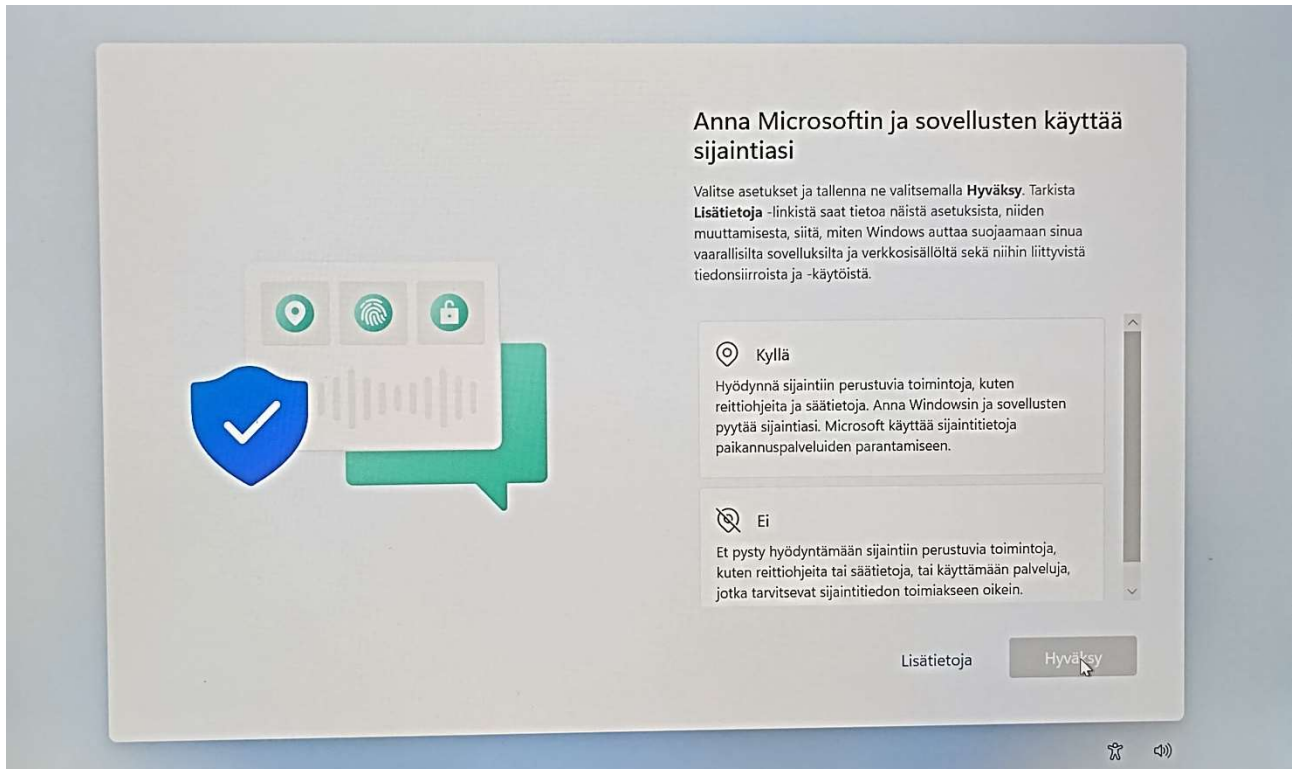 Anna Microsoftin ja sovellusten käyttää
sijaintiasi
Valitse asetukset ja tallenna ne valitsemalla Hyväksy. Tarkista
Lisätietoja -linkistä saat tietoa näistä asetuksista, niiden
muuttamisesta, siitä, miten Windows auttaa suojaamaan sinua
vaarallisilta sovelluksilta ja verkkosisällöltä sekä niihin liittyvistä
tiedonsiirroista ja -käytöistä.
Kyllä
Hyödynnä sijaintiin perustuvia toimintoja, kuten
reittiohjeita ja säätietoja. Anna Windowsin ja sovellusten
pyytää sijaintiasi. Microsoft käyttää sijaintitietoja
paikannuspalveluiden parantamiseen.
Ei
Et pysty hyödyntämään sijaintiin perustuvia toimintoja,
kuten reittiohjeita tai säätietoja, tai käyttämään palveluja,
jotka tarvitsevat sijaintitiedon toimiakseen oikein.
Lisätietoja
Hyväksy